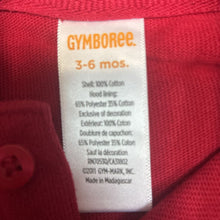 GYMBOREE
3-6 mos.
Shell: 100% Cotton
Hood lining:
65% Polyester 35% Cotton
Exclusive of decoration
Extérieur: 100% Coton
Doublure de capuchon:
65% Polyester 35% Coton
Sauf la décoration
©2013 GYM-MARK, INC.
Made in Madagascar